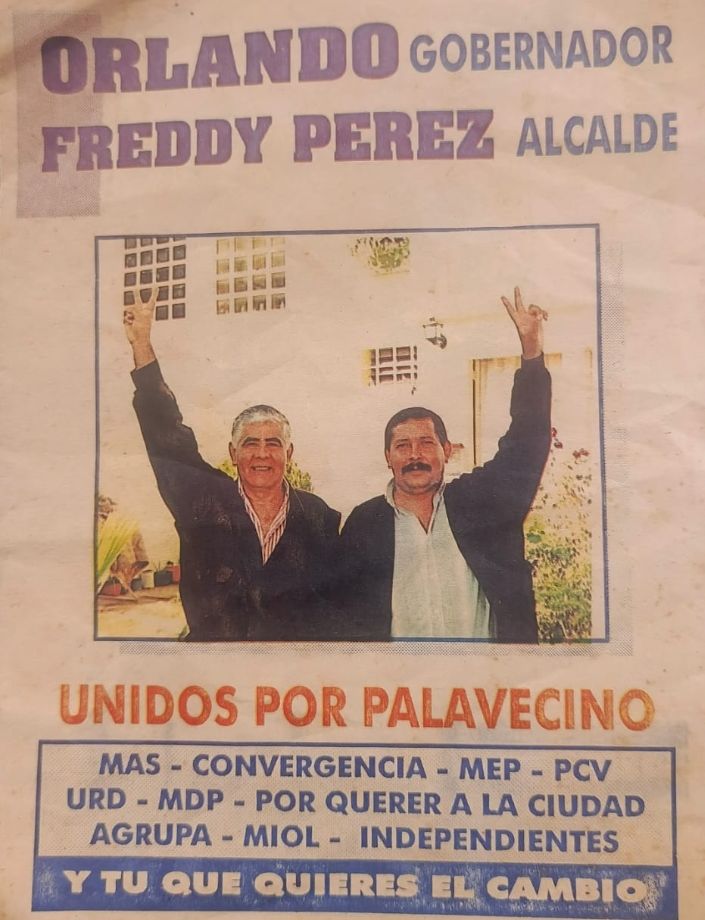 ORLANDO GOBERNADOR
FREDDY PEREZ ALCALDE
UNIDOS POR PALAVECINO
MAS - CONVERGENCIA - MEP - PCV
URD - MDP - POR QUERER A LA CIUDAD
AGRUPA - MIOL - INDEPENDIENTES
Y TU QUE QUIERES EL CAMBIO